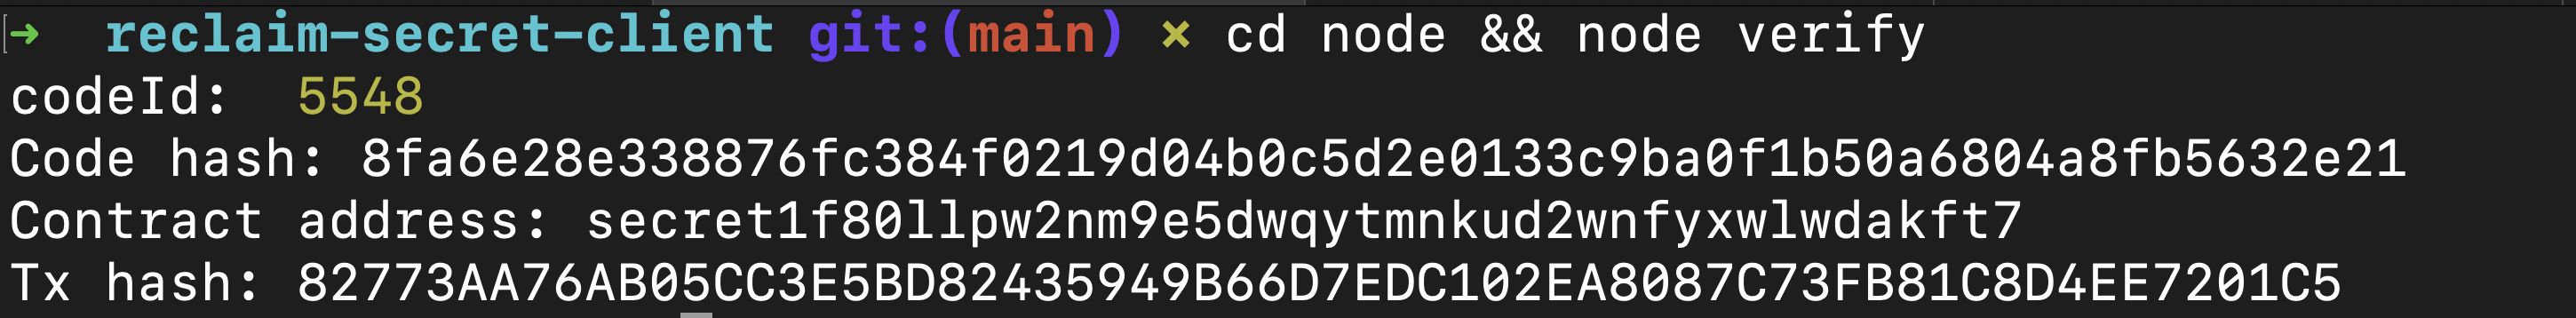 ➜  reclaim-secret-client git:(main) × cd node && node verify
codeId:  5548
Code hash: 8fa6e28e338876fc384f0219d04b0c5d2e0133c9ba0f1b50a6804a8fb5632e21
Contract address: secret1f80llpw2nm9e5dwqytmnkud2wnfyxwlwdakft7
Tx hash: 82773AA76AB05CC3E5BD82435949B66D7EDC102EA8087C73FB81C8D4EE7201C5